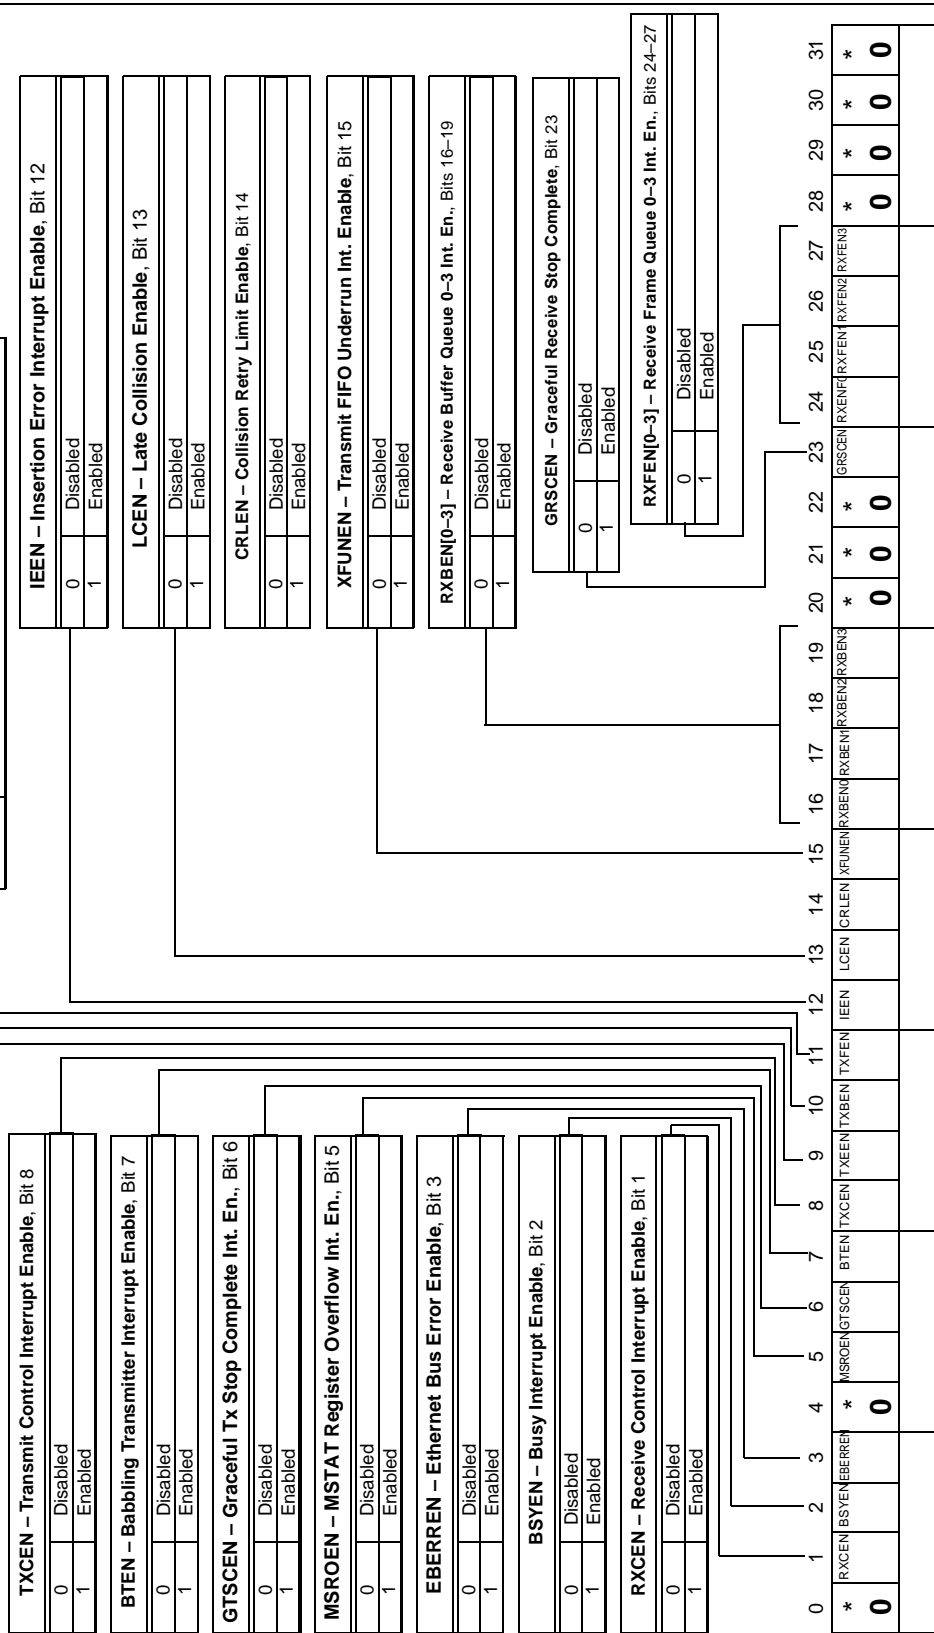 TXCEN – Transmit Control Interrupt Enable, Bit 8
0 Disabled
1 Enabled
BTEN – Babbling Transmitter Interrupt Enable, Bit 7
0 Disabled
1 Enabled
GTSCEN – Graceful Tx Stop Complete Int. En., Bit 6
0 Disabled
1 Enabled
MSROEN – MSTAT Register Overflow Int. En., Bit 5
0 Disabled
1 Enabled
EBERREN – Ethernet Bus Error Enable, Bit 3
0 Disabled
1 Enabled
BSYEN – Busy Interrupt Enable, Bit 2
0 Disabled
1 Enabled
RXCEN – Receive Control Interrupt Enable, Bit 1
0 Disabled
1 Enabled
IEEN – Insertion Error Interrupt Enable, Bit 12
0 Disabled
1 Enabled
LCEN – Late Collision Enable, Bit 13
0 Disabled
1 Enabled
CRLEN – Collision Retry Limit Enable, Bit 14
0 Disabled
1 Enabled
XFUNEN – Transmit FIFO Underrun Int. Enable, Bit 15
0 Disabled
1 Enabled
RXBEN[0–3] – Receive Buffer Queue 0–3 Int. En., Bits 16–19
0 Disabled
1 Enabled
GRSCEN – Graceful Receive Stop Complete, Bit 23
0 Disabled
1 Enabled
RXFEN[0–3] – Receive Frame Queue 0–3 Int. En., Bits 24–27
0 Disabled
1 Enabled
0 1 2 3 4 5 6 7 8 9 10 11 12 13 14 15 16 17 18 19 20 21 22 23 24 25 26 27 28 29 30 31
* RXCEN BSYEN EBERREN * MSROEN GTSCEN BTEN TXCEN TXEEN TXBEN TXFEN IEEN LCEN CRLEN XFUNEN RXBEN0 RXBEN1 RXBEN2 RXBEN3 * * * GRSCEN RXENF0 RXFEN1 RXFEN2 RXFEN3 * * * *
0 0 0 0 0 0 0 0 0